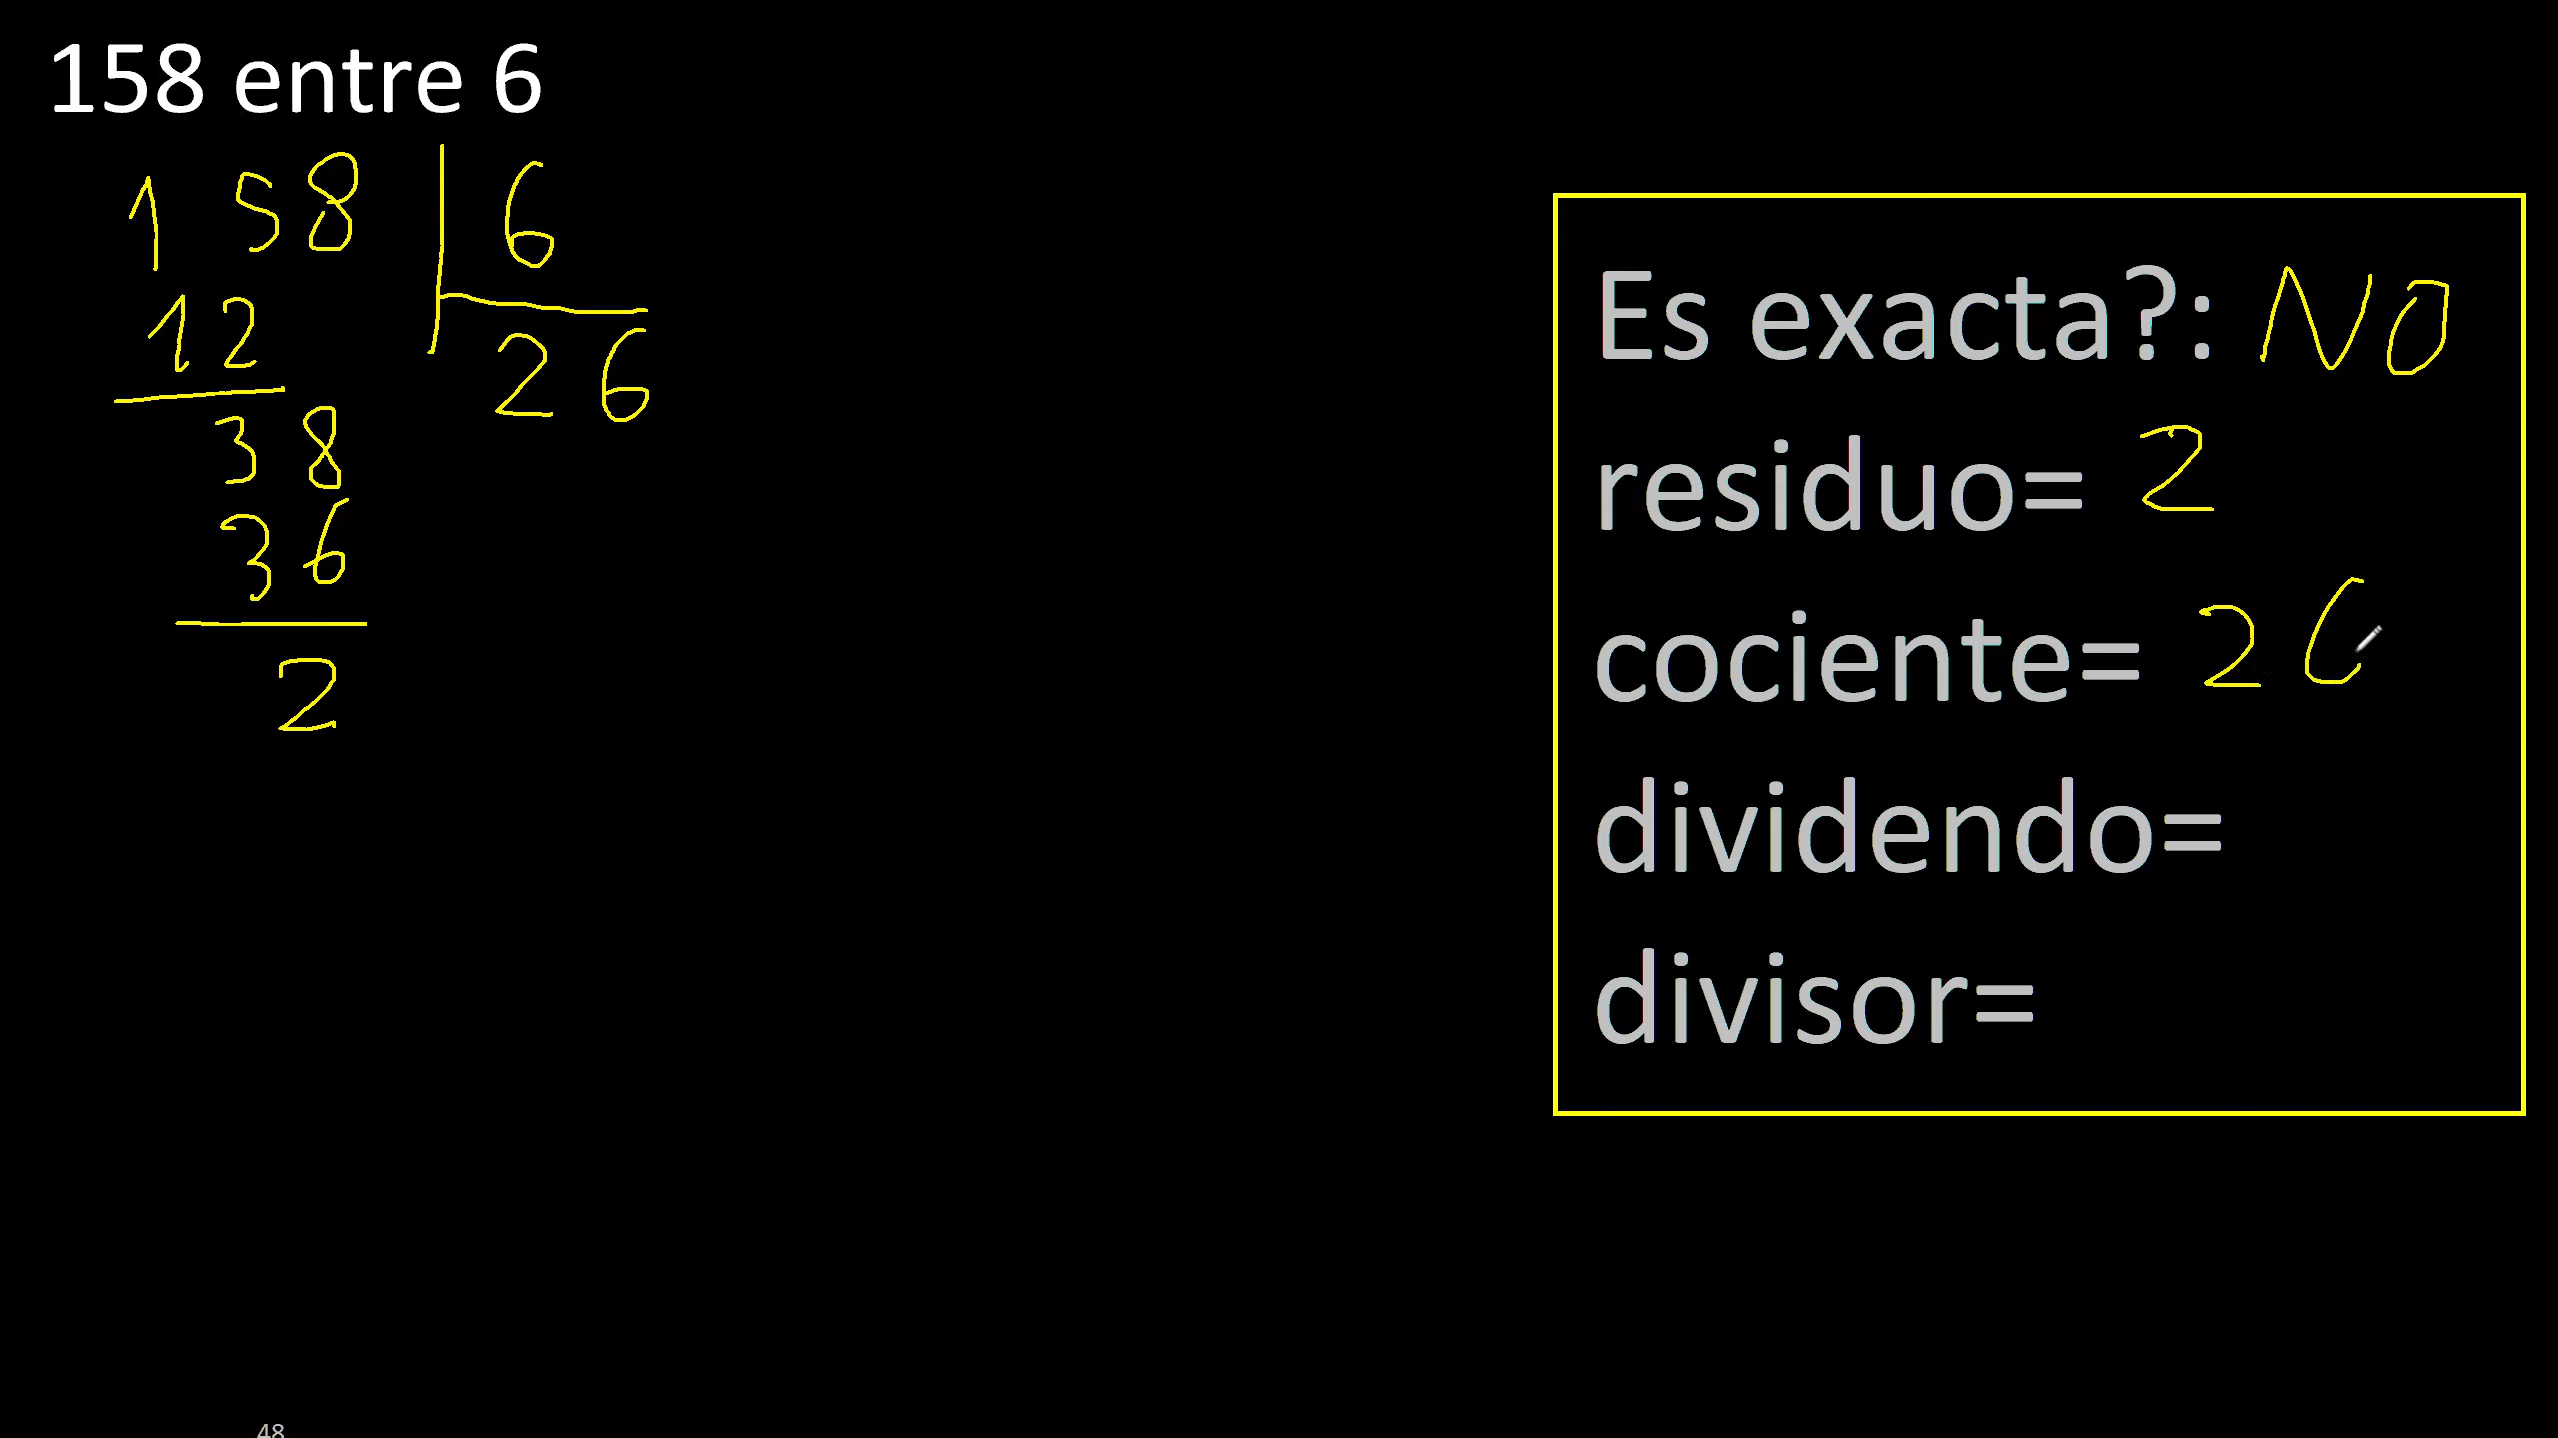 158 entre 6
158 6
12 26
38
36
2
Es exacta?: NO
residuo= 2
cociente= 2
dividendo=
divisor=
48